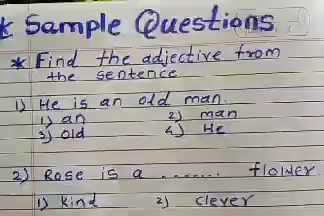 * Sample Questions
* Find the adjective from
the sentence
1) He is an old man.
1) an 2) man
3) old 4) He
2) Rose is a ....... flower
1) kind 2) clever